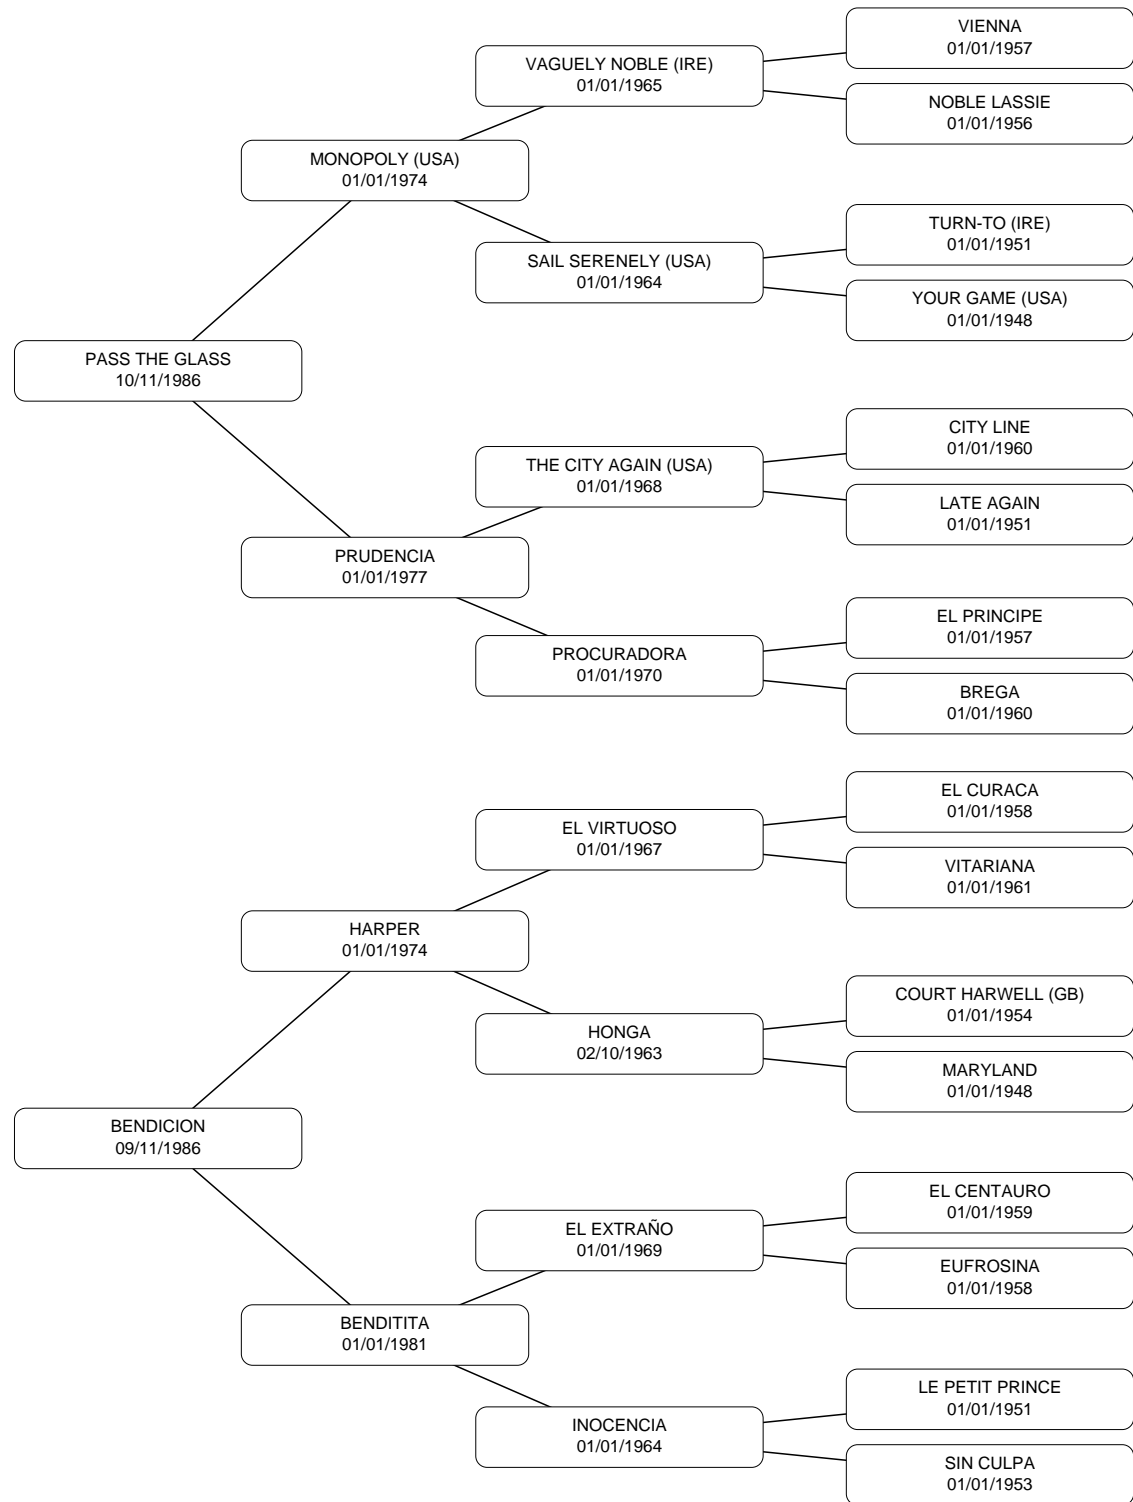 VIENNA
01/01/1957
VAGUELY NOBLE (IRE)
01/01/1965
NOBLE LASSIE
01/01/1956
MONOPOLY (USA)
01/01/1974
TURN-TO (IRE)
01/01/1951
SAIL SERENELY (USA)
01/01/1964
YOUR GAME (USA)
01/01/1948
PASS THE GLASS
10/11/1986
CITY LINE
01/01/1960
THE CITY AGAIN (USA)
01/01/1968
LATE AGAIN
01/01/1951
PRUDENCIA
01/01/1977
EL PRINCIPE
01/01/1957
PROCURADORA
01/01/1970
BREGA
01/01/1960
EL CURACA
01/01/1958
EL VIRTUOSO
01/01/1967
VITARIANA
01/01/1961
HARPER
01/01/1974
COURT HARWELL (GB)
01/01/1954
HONGA
02/10/1963
MARYLAND
01/01/1948
BENDICION
09/11/1986
EL CENTAURO
01/01/1959
EL EXTRAÑO
01/01/1969
EUFROSINA
01/01/1958
BENDITITA
01/01/1981
LE PETIT PRINCE
01/01/1951
INOCENCIA
01/01/1964
SIN CULPA
01/01/1953